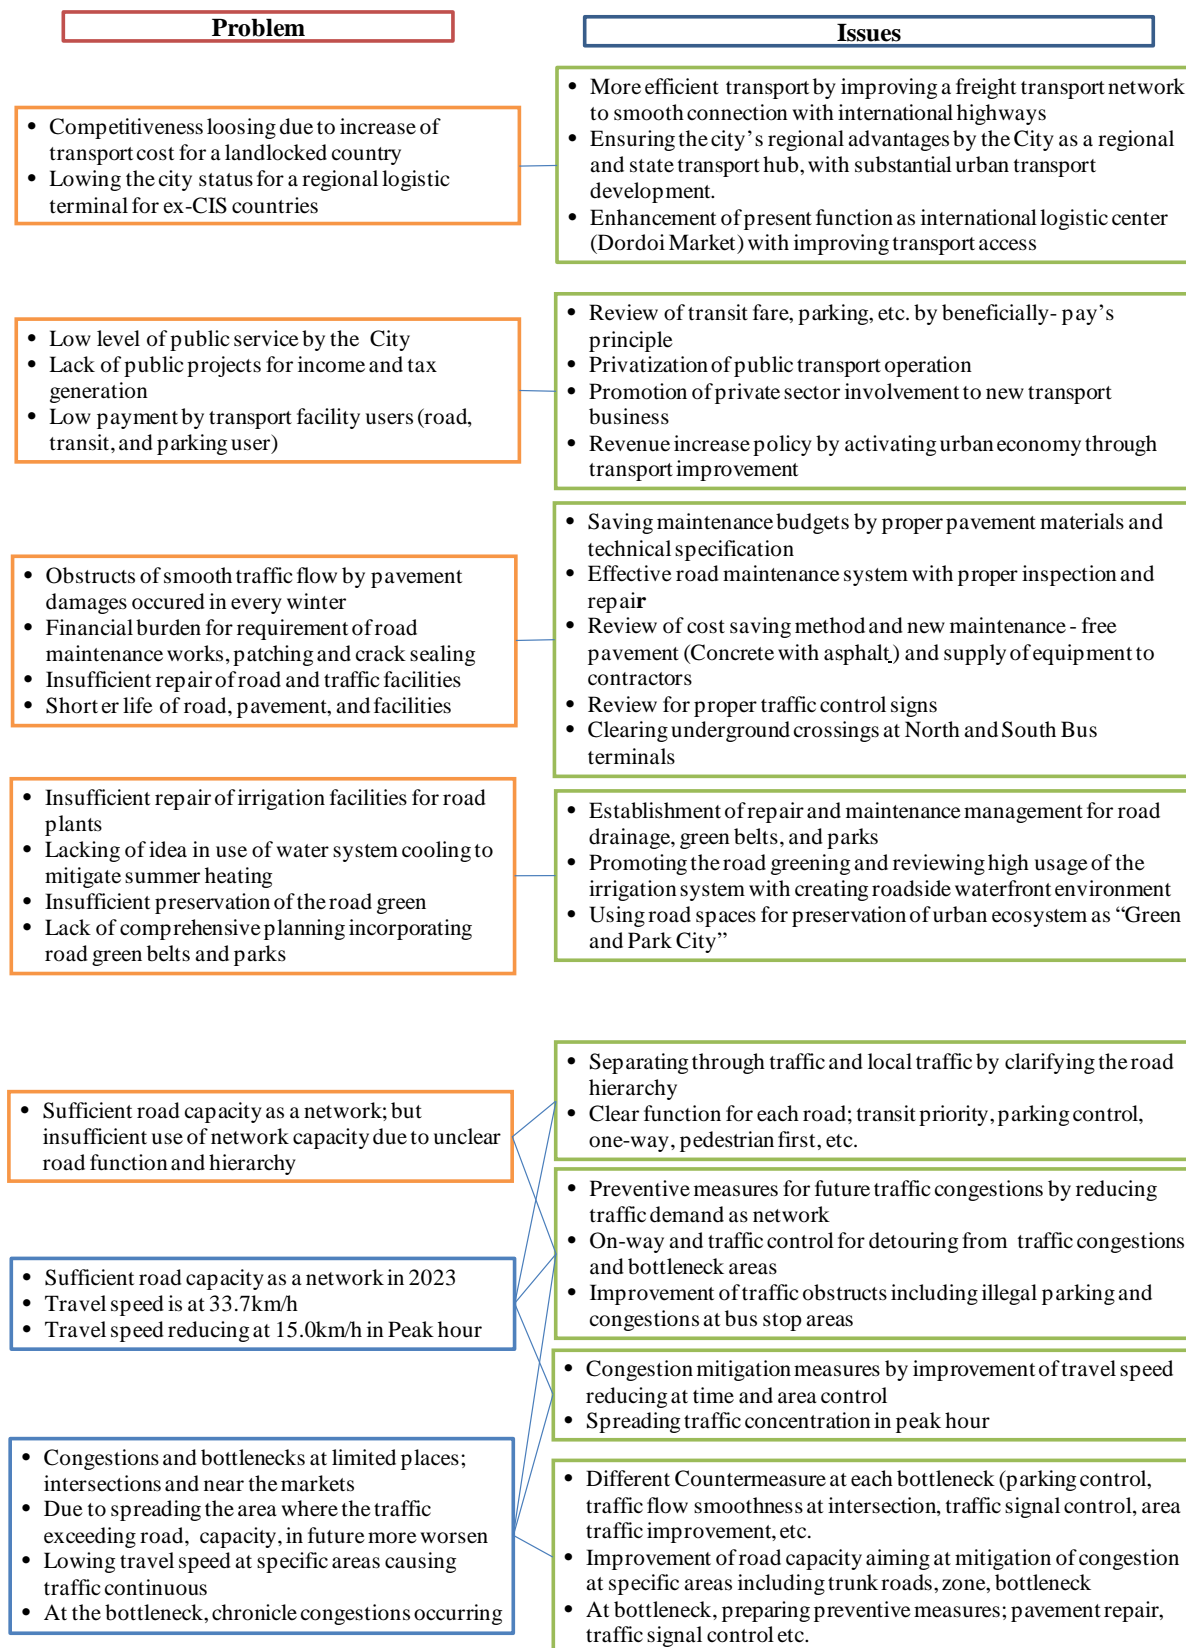 Problem
Issues
• Competitiveness loosing due to increase of
transport cost for a landlocked country
• Lowing the city status for a regional logistic
terminal for ex-CIS countries
• More efficient transport by improving a freight transport network
to smooth connection with international highways
• Ensuring the city's regional advantages by the City as a regional
and state transport hub, with substantial urban transport
development.
• Enhancement of present function as international logistic center
(Dordoi Market) with improving transport access
• Low level of public service by the City
• Lack of public projects for income and tax
generation
• Low payment by transport facility users (road,
transit, and parking user)
• Review of transit fare, parking, etc. by beneficially- pay's
principle
• Privatization of public transport operation
• Promotion of private sector involvement to new transport
business
• Revenue increase policy by activating urban economy through
transport improvement
• Obstructs of smooth traffic flow by pavement
damages occured in every winter
• Financial burden for requirement of road
maintenance works, patching and crack sealing
• Insufficient repair of road and traffic facilities
• Short er life of road, pavement, and facilities
• Saving maintenance budgets by proper pavement materials and
technical specification
• Effective road maintenance system with proper inspection and
repair
• Review of cost saving method and new maintenance - free
pavement (Concrete with asphalt ) and supply of equipment to
contractors
• Review for proper traffic control signs
• Clearing underground crossings at North and South Bus
terminals
• Insufficient repair of irrigation facilities for road
plants
• Lacking of idea in use of water system cooling to
mitigate summer heating
• Insufficient preservation of the road green
• Lack of comprehensive planning incorporating
road green belts and parks
• Establishment of repair and maintenance management for road
drainage, green belts, and parks
• Promoting the road greening and reviewing high usage of the
irrigation system with creating roadside waterfront environment
• Using road spaces for preservation of urban ecosystem as “Green
and Park City”
• Sufficient road capacity as a network; but
insufficient use of network capacity due to unclear
road function and hierarchy
• Separating through traffic and local traffic by clarifying the road
hierarchy
• Clear function for each road; transit priority, parking control,
one-way, pedestrian first, etc.
• Preventive measures for future traffic congestions by reducing
traffic demand as network
• On-way and traffic control for detouring from traffic congestions
and bottleneck areas
• Improvement of traffic obstructs including illegal parking and
congestions at bus stop areas
• Sufficient road capacity as a network in 2023
• Travel speed is at 33.7km/h
• Travel speed reducing at 15.0km/h in Peak hour
• Congestion mitigation measures by improvement of travel speed
reducing at time and area control
• Spreading traffic concentration in peak hour
• Congestions and bottlenecks at limited places;
intersections and near the markets
• Due to spreading the area where the traffic
exceeding road, capacity, in future more worsen
• Lowing travel speed at specific areas causing
traffic continuous
• At the bottleneck, chronicle congestions occurring
• Different Countermeasure at each bottleneck (parking control,
traffic flow smoothness at intersection, traffic signal control, area
traffic improvement, etc.
• Improvement of road capacity aiming at mitigation of congestion
at specific areas including trunk roads, zone, bottleneck
• At bottleneck, preparing preventive measures; pavement repair,
traffic signal control etc.